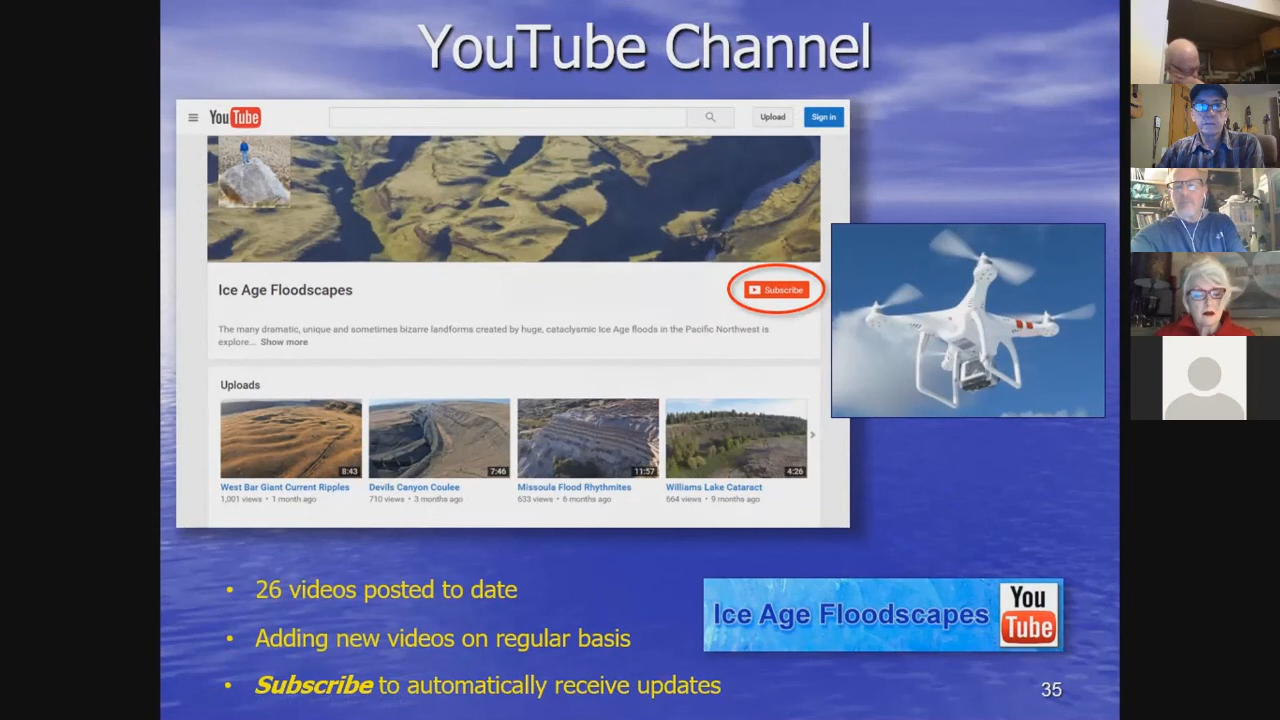 YouTube Channel
YouTube
Upload
Sign in
Ice Age Floodscapes
Subscribe
The many dramatic, unique and sometimes bizarre landforms created by huge, cataclysmic Ice Age floods in the Pacific Northwest is
explore... Show more
Uploads
8:43
7:46
11:57
4:26
West Bar Giant Current Ripples
Devils Canyon Coulee
Missoula Flood Rhythmites
Williams Lake Cataract
1,001 views • 1 month ago
710 views • 3 months ago
633 views • 6 months ago
664 views • 9 months ago
• 26 videos posted to date
• Adding new videos on regular basis
• Subscribe to automatically receive updates
Ice Age Floodscapes
You
Tube
35